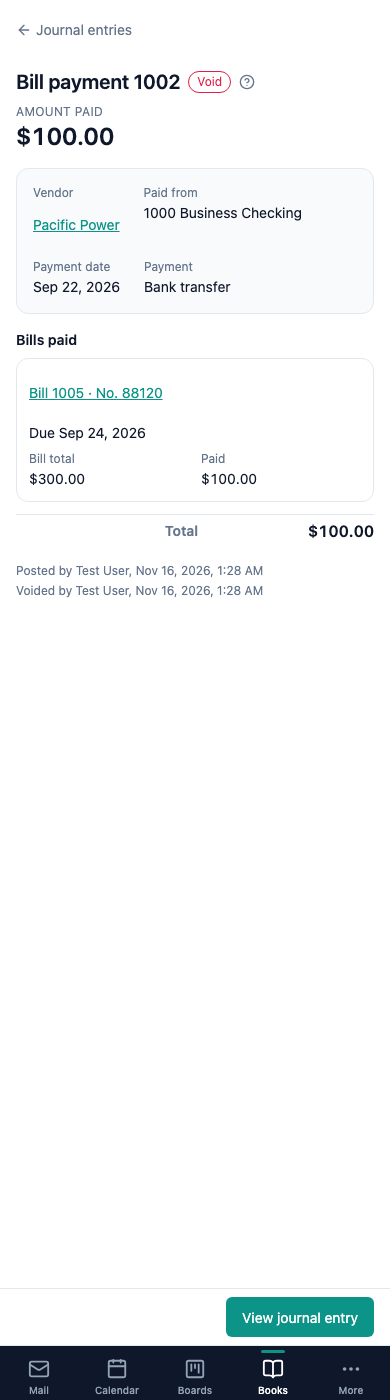 Journal entries
Bill payment 1002 Void
AMOUNT PAID
$100.00
Vendor Paid from
Pacific Power 1000 Business Checking
Payment date Payment
Sep 22, 2026 Bank transfer
Bills paid
Bill 1005 · No. 88120
Due Sep 24, 2026
Bill total Paid
$300.00 $100.00
Total $100.00
Posted by Test User, Nov 16, 2026, 1:28 AM
Voided by Test User, Nov 16, 2026, 1:28 AM
View journal entry
Mail Calendar Boards Books More